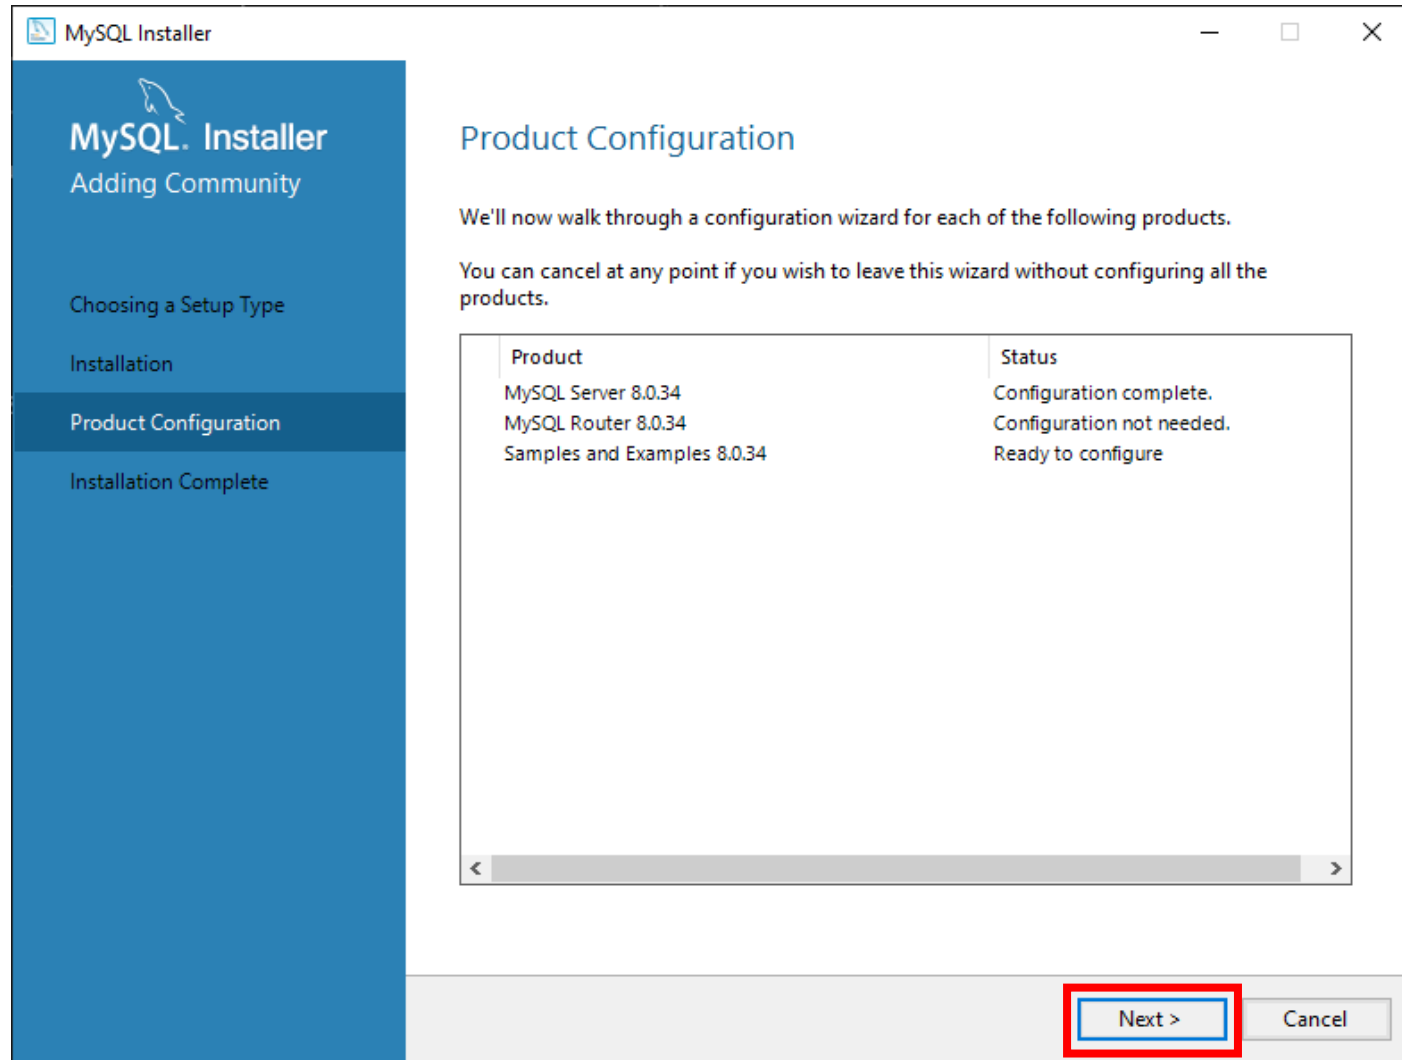 MySQL Installer
MySQL. Installer
Adding Community
Choosing a Setup Type
Installation
Product Configuration
Installation Complete
Product Configuration
We'll now walk through a configuration wizard for each of the following products.
You can cancel at any point if you wish to leave this wizard without configuring all the
products.
Product Status
MySQL Server 8.0.34 Configuration complete.
MySQL Router 8.0.34 Configuration not needed.
Samples and Examples 8.0.34 Ready to configure
Next > Cancel